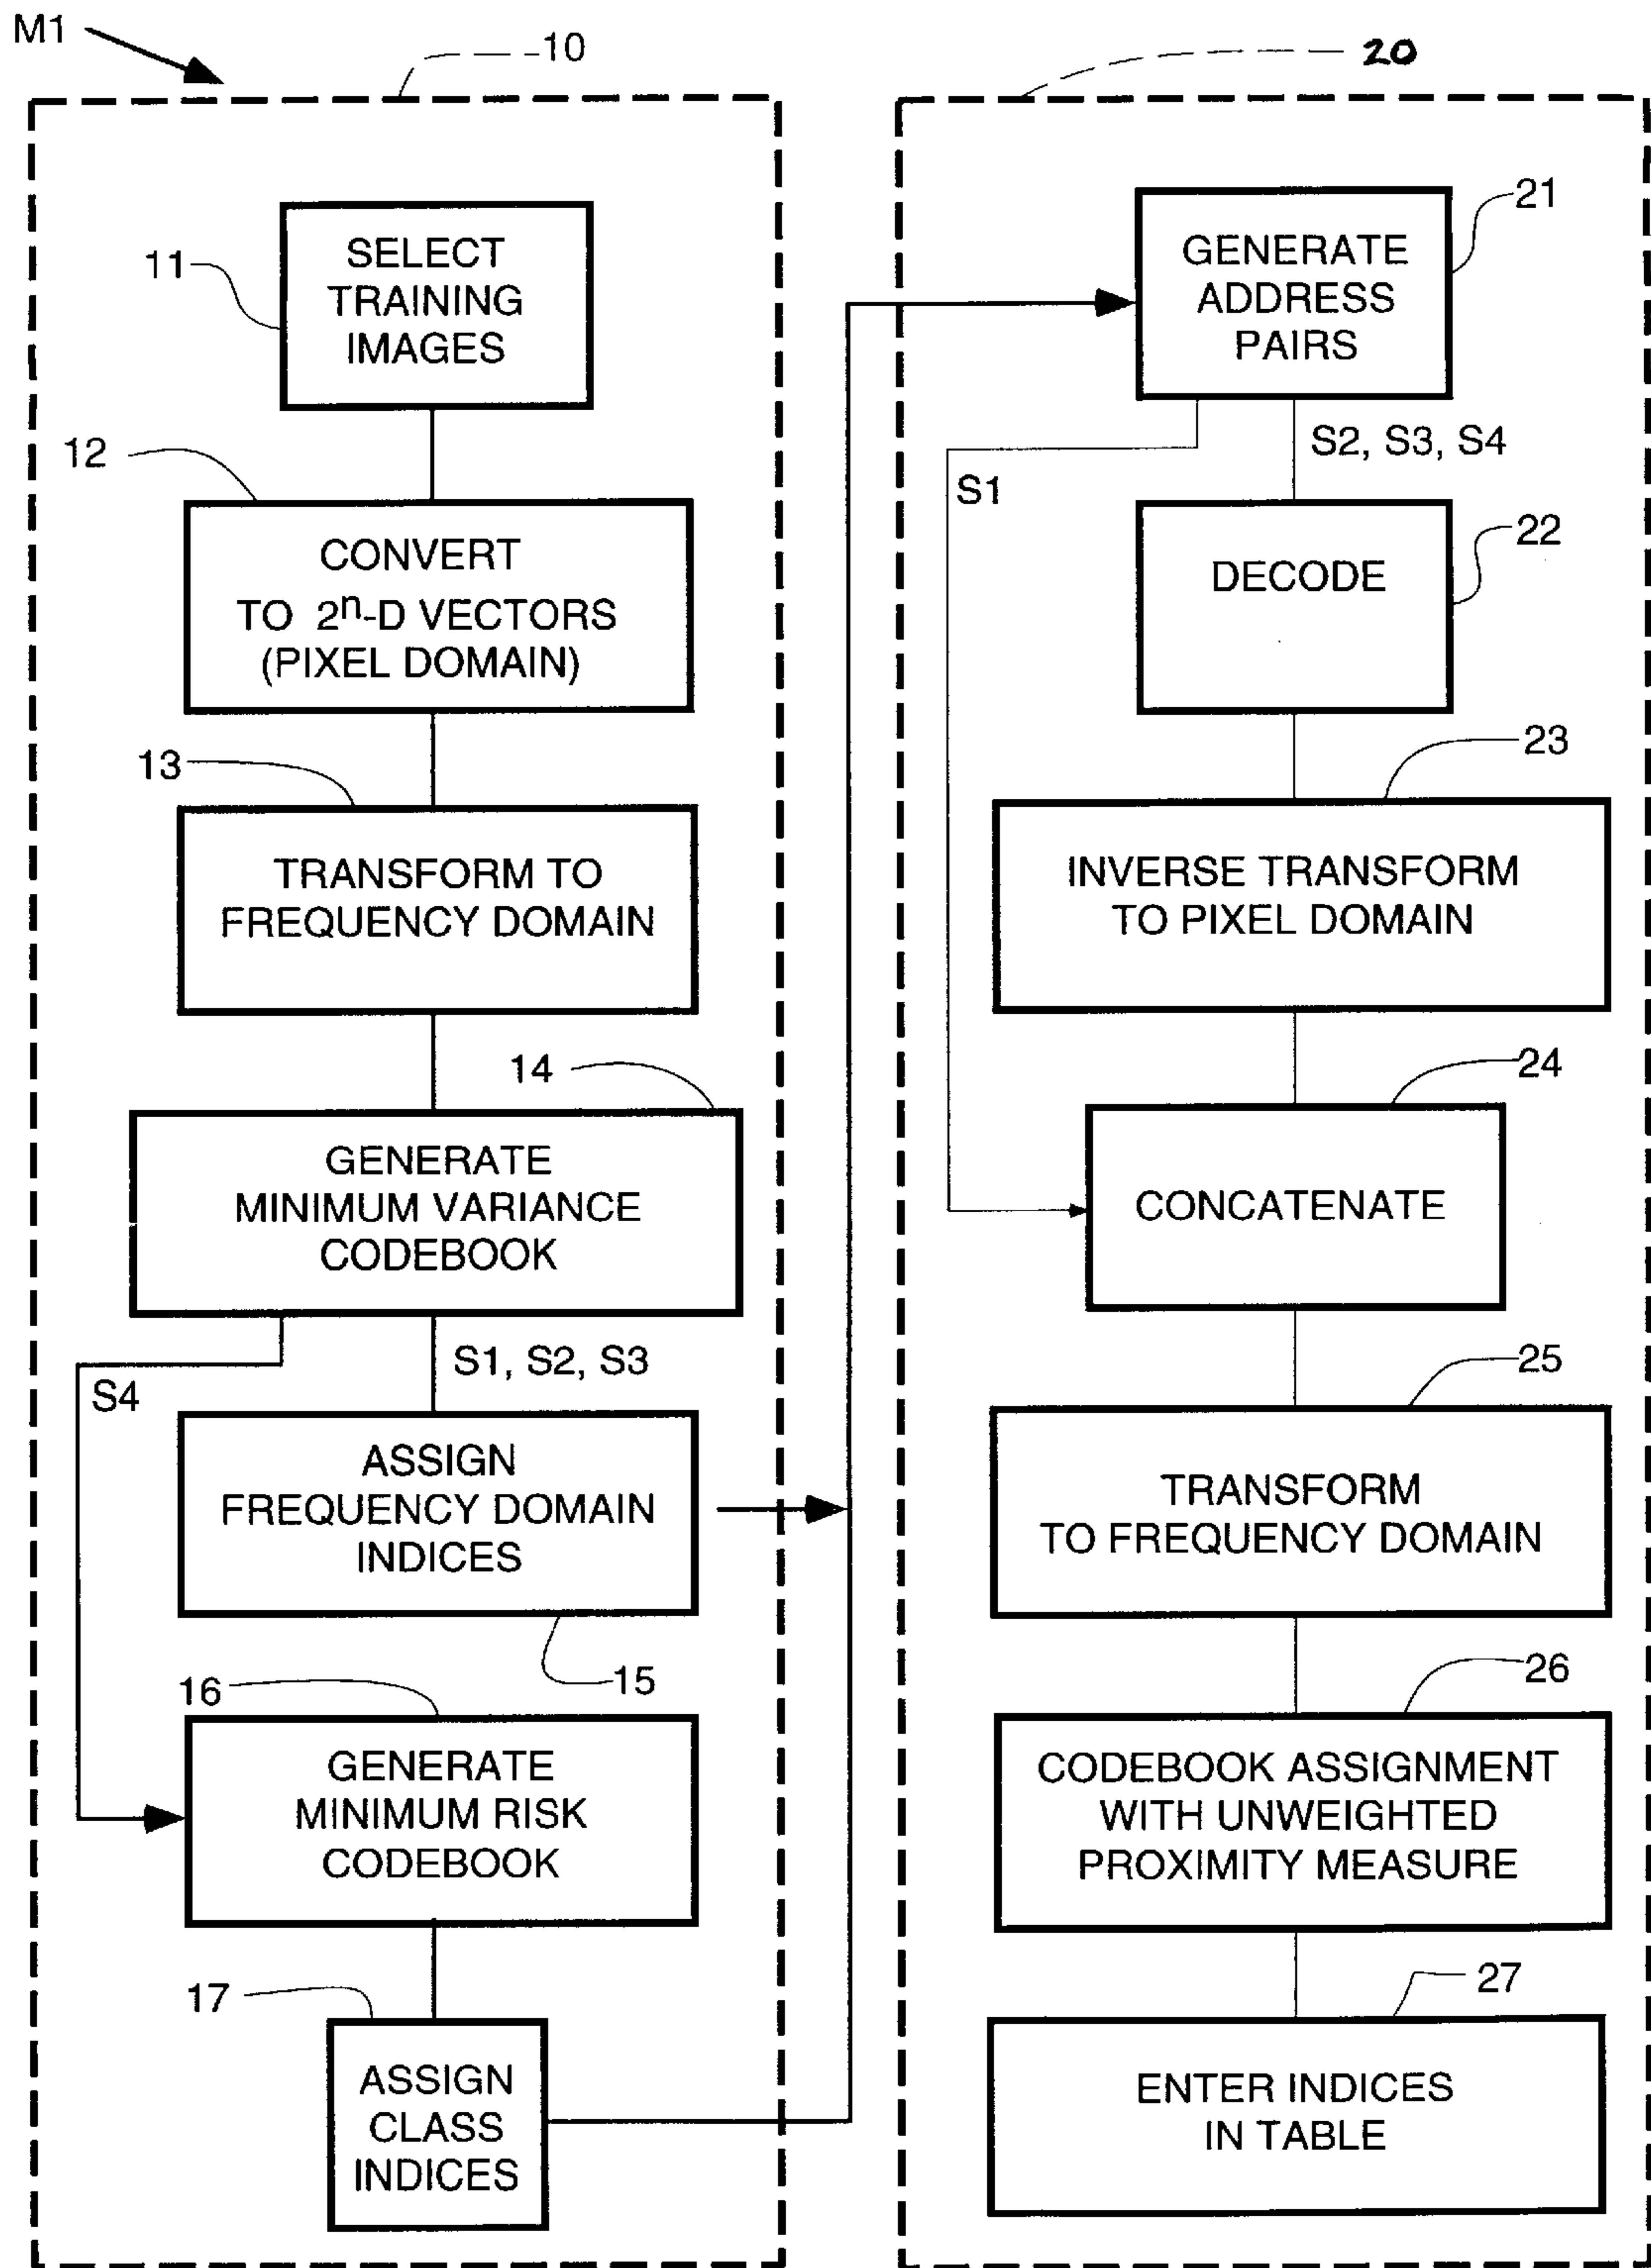 M1
10
11
SELECT
TRAINING
IMAGES
12
CONVERT
TO 2ⁿ-D VECTORS
(PIXEL DOMAIN)
13
TRANSFORM TO
FREQUENCY DOMAIN
14
GENERATE
MINIMUM VARIANCE
CODEBOOK
S4
S1, S2, S3
ASSIGN
FREQUENCY DOMAIN
INDICES
15
16
GENERATE
MINIMUM RISK
CODEBOOK
17
ASSIGN
CLASS
INDICES
20
21
GENERATE
ADDRESS
PAIRS
S1
S2, S3, S4
22
DECODE
23
INVERSE TRANSFORM
TO PIXEL DOMAIN
24
CONCATENATE
25
TRANSFORM
TO FREQUENCY DOMAIN
26
CODEBOOK ASSIGNMENT
WITH UNWEIGHTED
PROXIMITY MEASURE
27
ENTER INDICES
IN TABLE